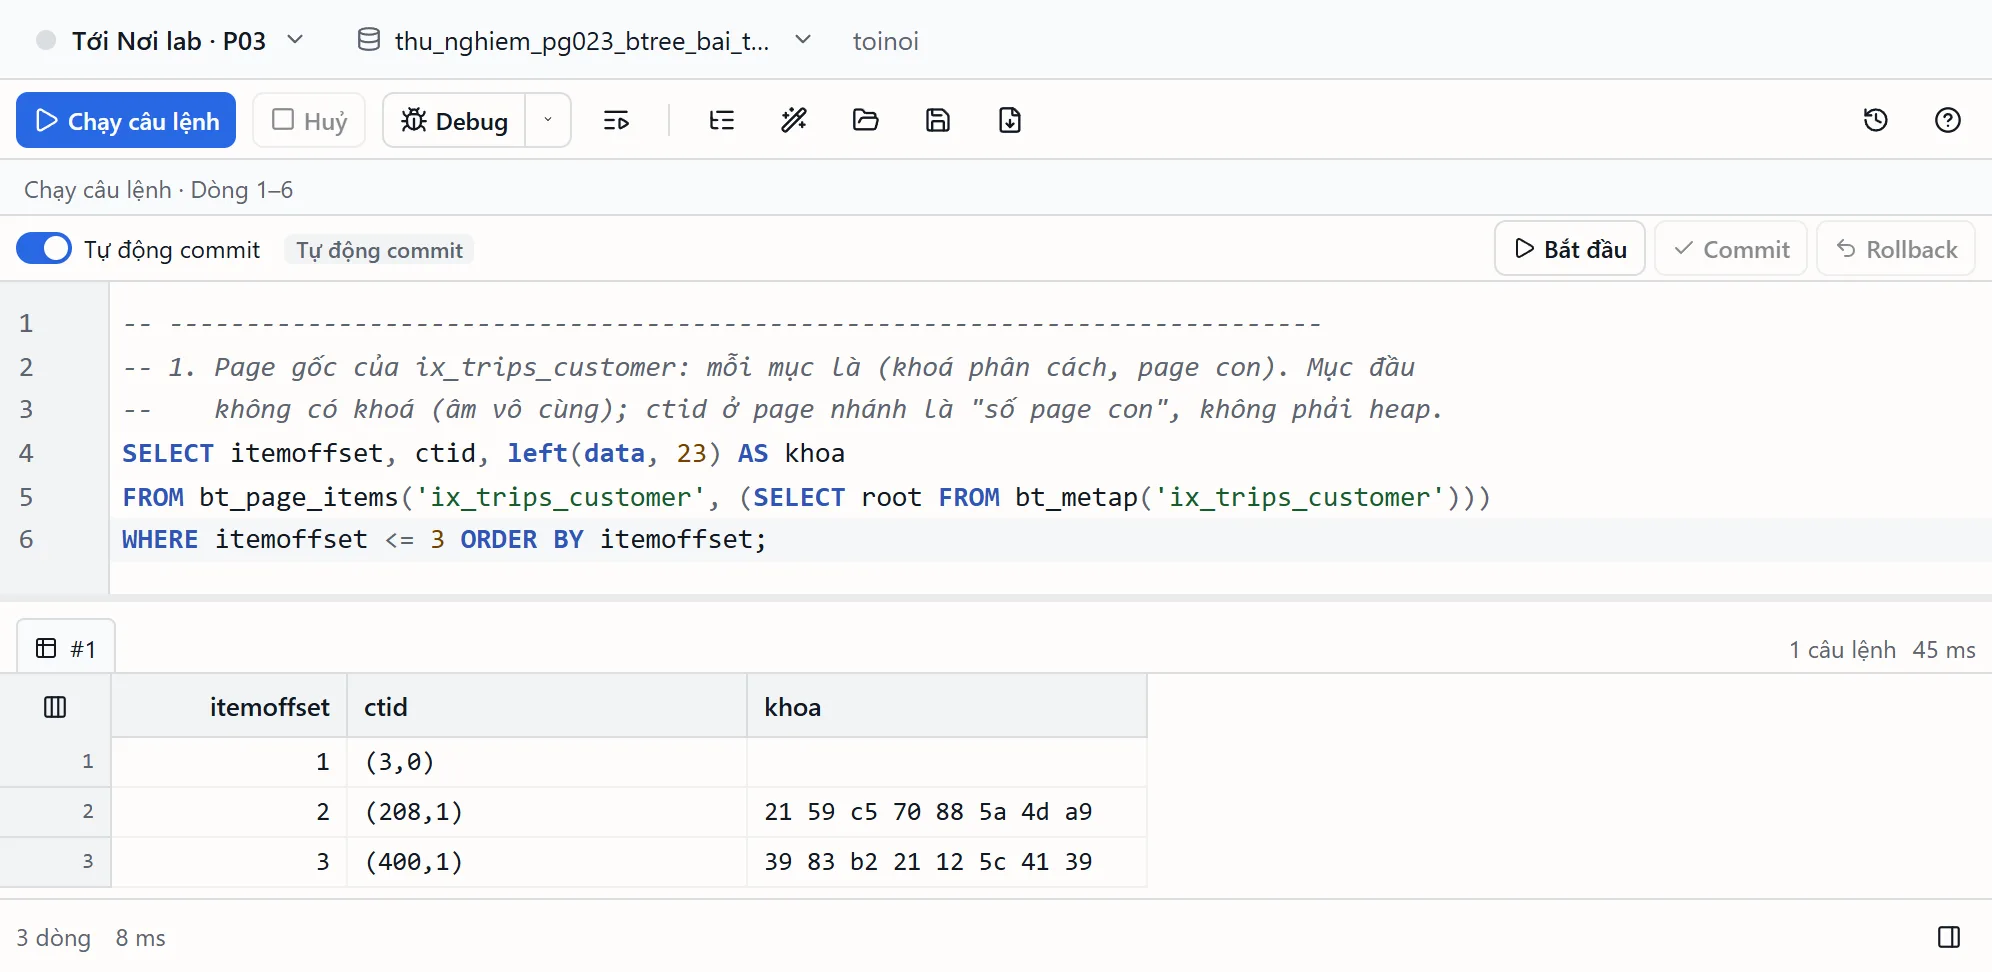 Tới Nơi lab · P03 thu_nghiem_pg023_btree_bai_t... toinoi
Chạy câu lệnh Huỷ Debug
Chạy câu lệnh · Dòng 1–6
Tự động commit Tự động commit Bắt đầu Commit Rollback
1 -- ---------------------------------------------------------------------------
2 -- 1. Page gốc của ix_trips_customer: mỗi mục là (khoá phân cách, page con). Mục đầu
3 -- không có khoá (âm vô cùng); ctid ở page nhánh là "số page con", không phải heap.
4 SELECT itemoffset, ctid, left(data, 23) AS khoa
5 FROM bt_page_items('ix_trips_customer', (SELECT root FROM bt_metap('ix_trips_customer')))
6 WHERE itemoffset <= 3 ORDER BY itemoffset;
#1 1 câu lệnh 45 ms
itemoffset ctid khoa
1 1 (3,0)
2 2 (208,1) 21 59 c5 70 88 5a 4d a9
3 3 (400,1) 39 83 b2 21 12 5c 41 39
3 dòng 8 ms